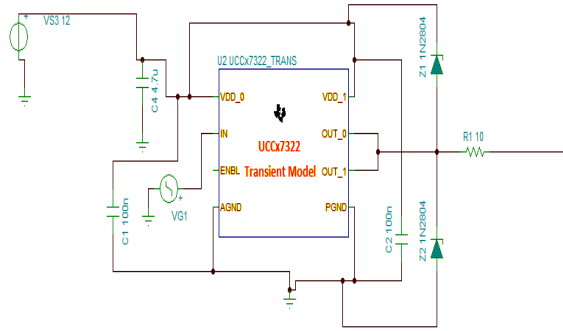 VS3 12
C4 4.7u
U2 UCCx7322_TRANS
Z1 1N2804
VDD_0
VDD_1
IN
OUT_0
UCCx7322
Transient Model
ENBL
OUT_1
R1 10
VG1
AGND
PGND
C1 100n
C2 100n
Z2 1N2804
+
+